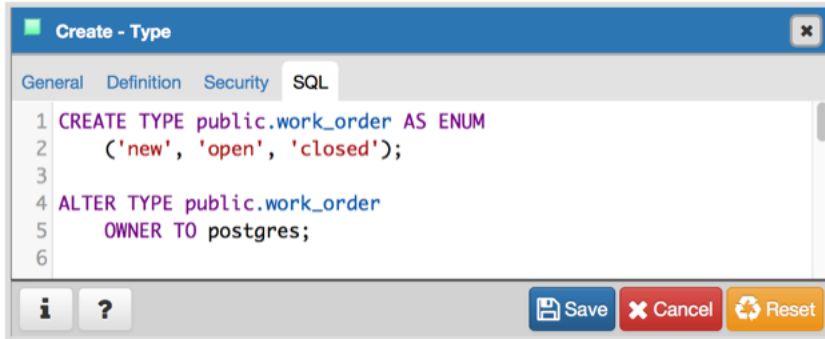 Create - Type
General Definition Security SQL
1 CREATE TYPE public.work_order AS ENUM
2 ('new', 'open', 'closed');
3
4 ALTER TYPE public.work_order
5 OWNER TO postgres;
6
i ? Save Cancel Reset